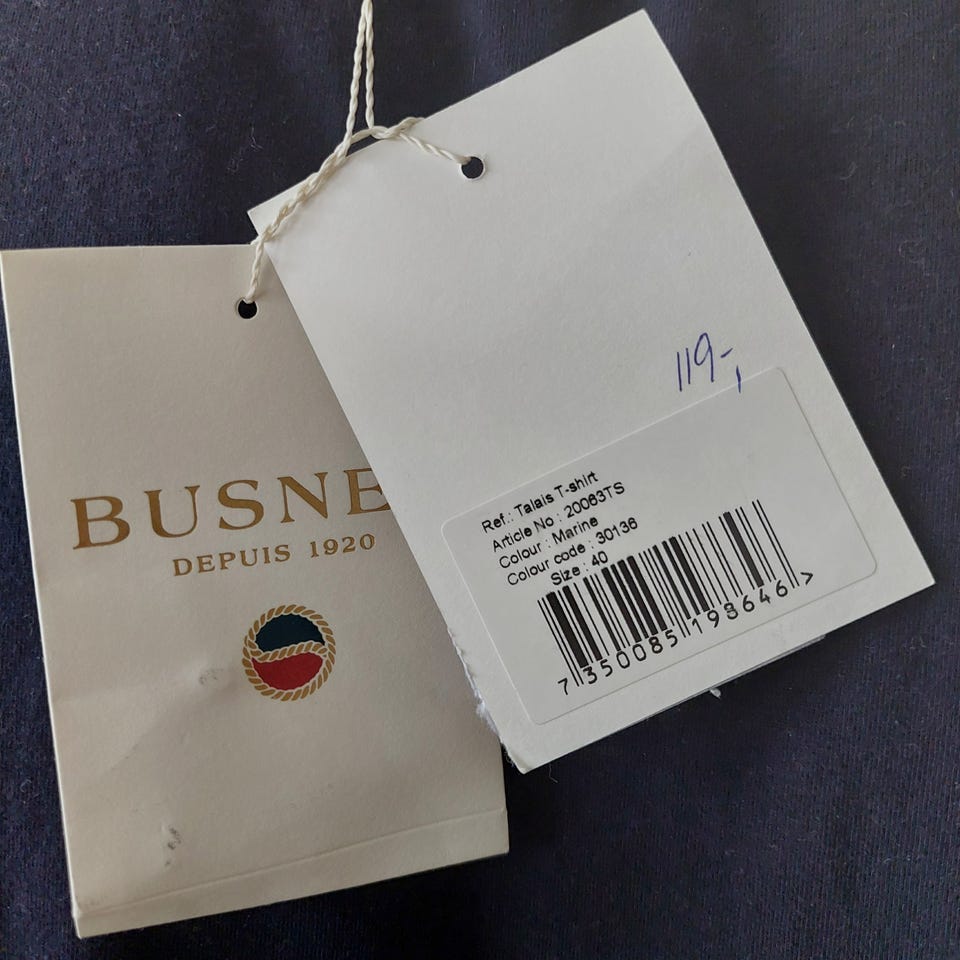 BUSNE
DEPUIS 1920
119,-
Ref.: Talais T-shirt
Article No : 20063TS
Colour : Marine
Colour code : 30136
Size : 40
7 350085 198646 >